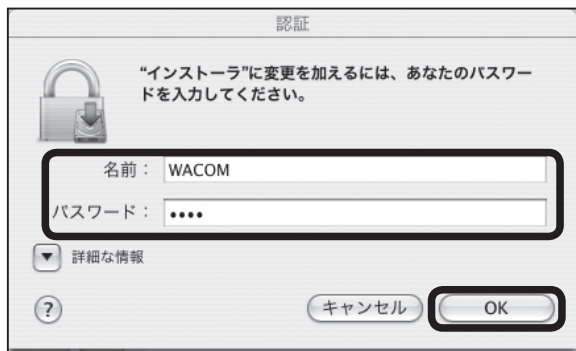 認証
“インストーラ”に変更を加えるには、あなたのパスワー
ドを入力してください。
名前： WACOM
パスワード： ••••
詳細な情報
? キャンセル OK